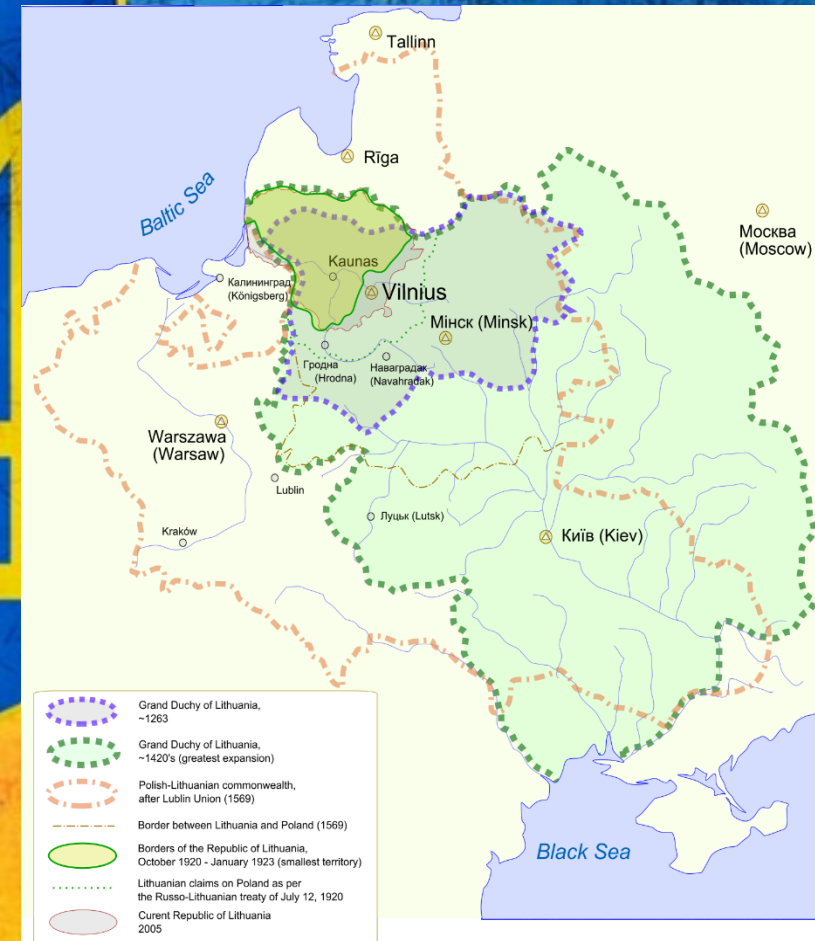 Tallinn
Rīga
Baltic Sea
Москва
(Moscow)
Kaunas
Калининград
(Königsberg)
Vilnius
Мінск (Minsk)
Гродна
(Hrodna)
Наваградак
(Navahradak)
Warszawa
(Warsaw)
Lublin
Луцьк (Lutsk)
Kraków
Київ (Kiev)
Black Sea
Grand Duchy of Lithuania,
~1263
Grand Duchy of Lithuania,
~1420's (greatest expansion)
Polish-Lithuanian commonwealth,
after Lublin Union (1569)
Border between Lithuania and Poland (1569)
Borders of the Republic of Lithuania,
October 1920 - January 1923 (smallest territory)
Lithuanian claims on Poland as per
the Russo-Lithuanian treaty of July 12, 1920
Curent Republic of Lithuania
2005